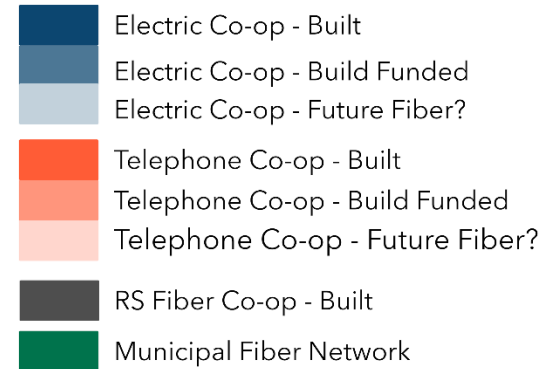 Electric Co-op - Built
Electric Co-op - Build Funded
Electric Co-op - Future Fiber?
Telephone Co-op - Built
Telephone Co-op - Build Funded
Telephone Co-op - Future Fiber?
RS Fiber Co-op - Built
Municipal Fiber Network